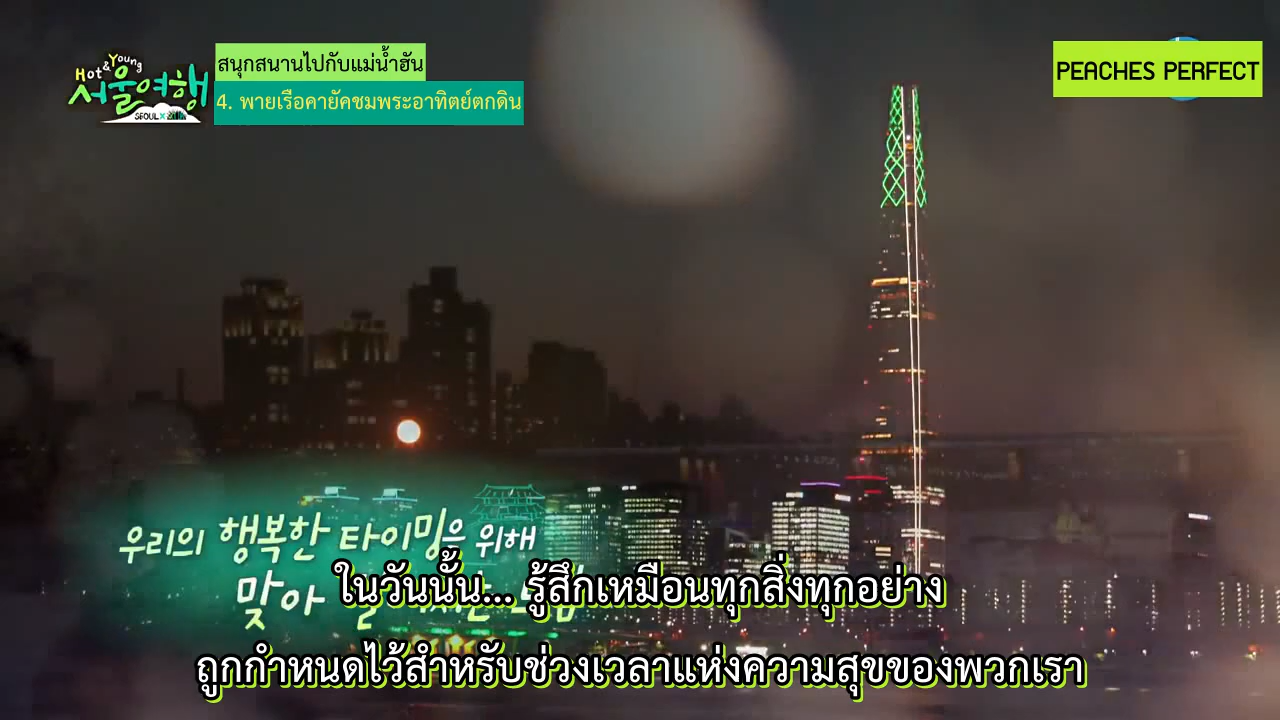 Hot&Young
서울여행
SEOUL X
สนุกสนานไปกับแม่น้ำฮัน
4. พายเรือคายัคชมพระอาทิตย์ตกดิน
PEACHES PERFECT
우리의 행복한 타이밍을 위해
맞아
ในวันนั้น... รู้สึกเหมือนทุกสิ่งทุกอย่าง
ถูกกำหนดไว้สำหรับช่วงเวลาแห่งความสุขของพวกเรา